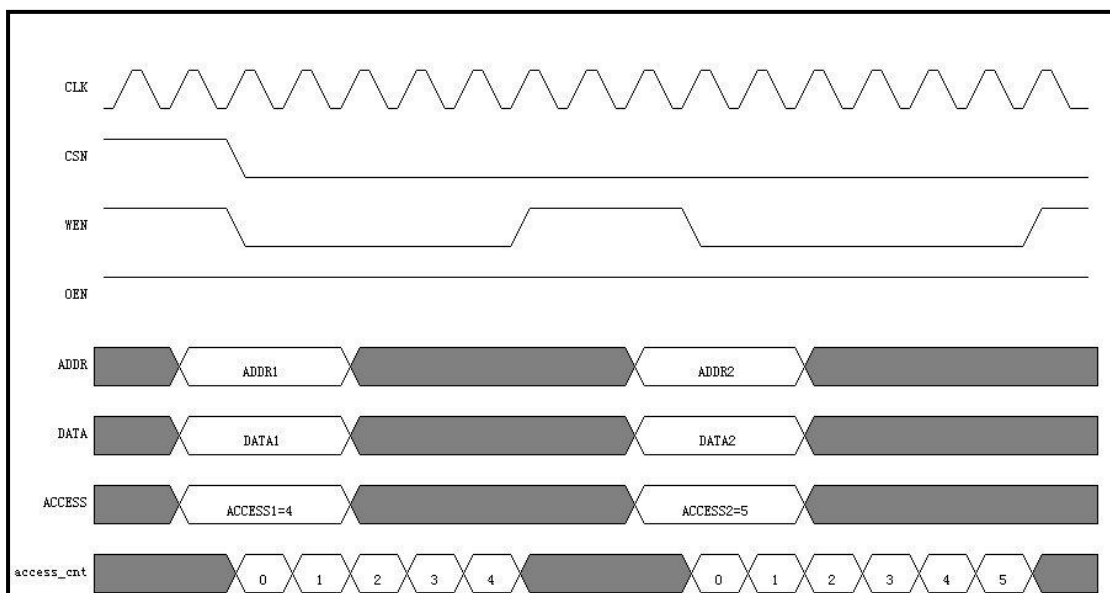 CLK
CSN
WEN
OEN
ADDR ADDR1 ADDR2
DATA DATA1 DATA2
ACCESS ACCESS1=4 ACCESS2=5
access_cnt 0 1 2 3 4 0 1 2 3 4 5